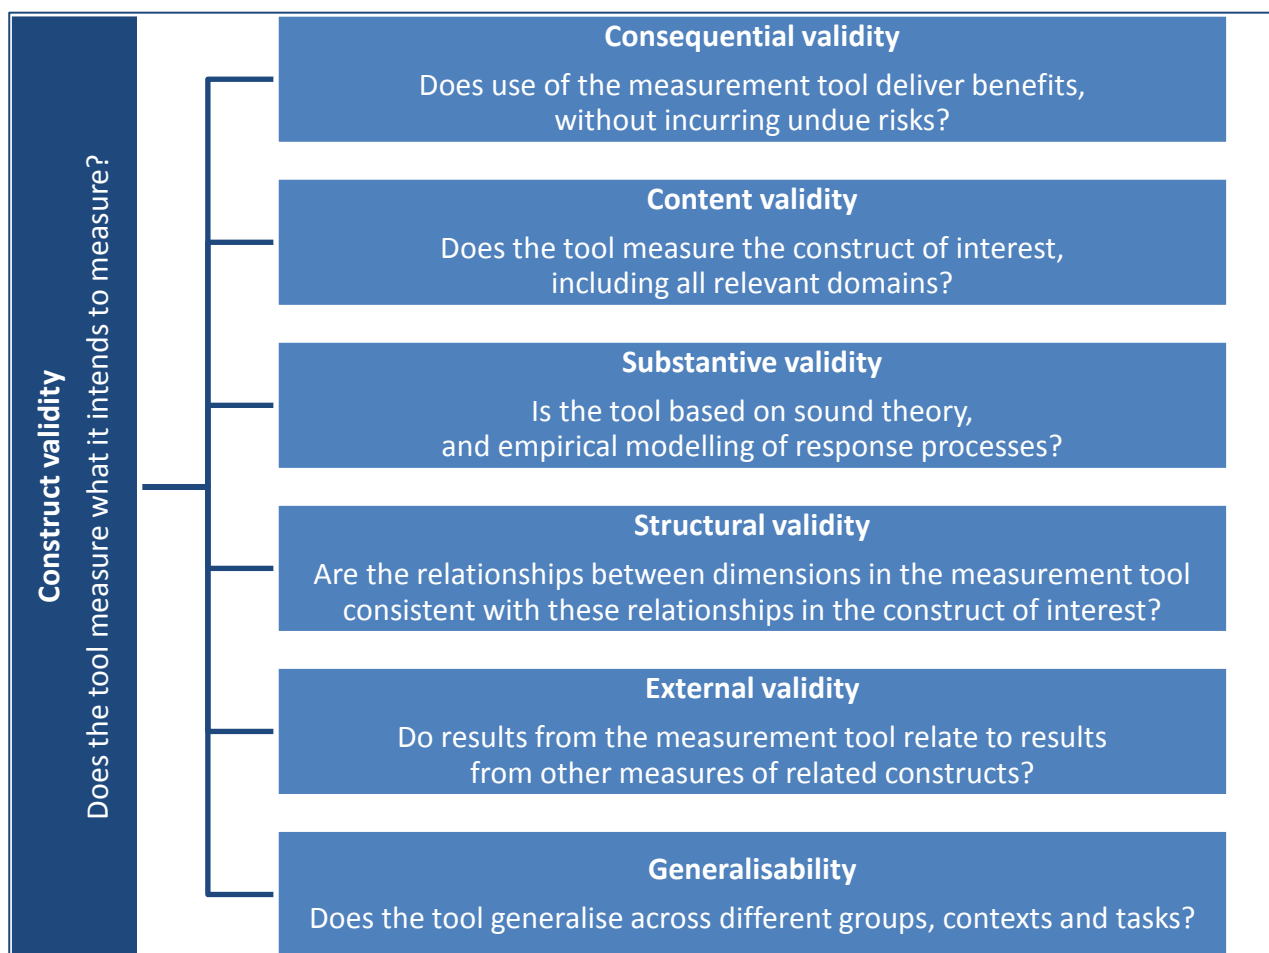 Construct validity
Does the tool measure what it intends to measure?
Consequential validity
Does use of the measurement tool deliver benefits,
without incurring undue risks?
Content validity
Does the tool measure the construct of interest,
including all relevant domains?
Substantive validity
Is the tool based on sound theory,
and empirical modelling of response processes?
Structural validity
Are the relationships between dimensions in the measurement tool
consistent with these relationships in the construct of interest?
External validity
Do results from the measurement tool relate to results
from other measures of related constructs?
Generalisability
Does the tool generalise across different groups, contexts and tasks?